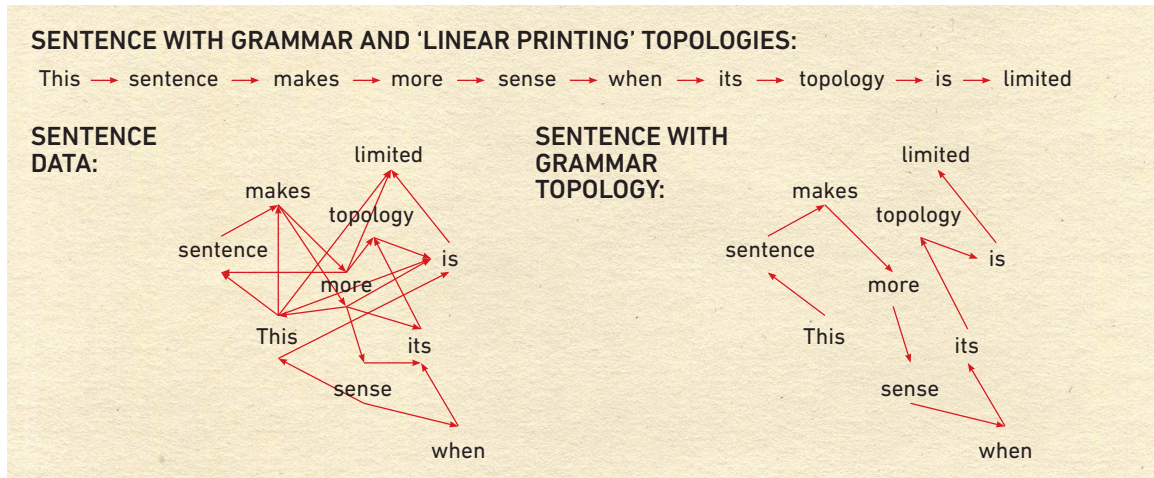 SENTENCE WITH GRAMMAR AND ‘LINEAR PRINTING’ TOPOLOGIES:
This → sentence → makes → more → sense → when → its → topology → is → limited
SENTENCE
DATA:
limited
makes
topology
sentence
is
more
This
its
sense
when
SENTENCE WITH
GRAMMAR
TOPOLOGY:
limited
makes
topology
sentence
is
more
This
its
sense
when